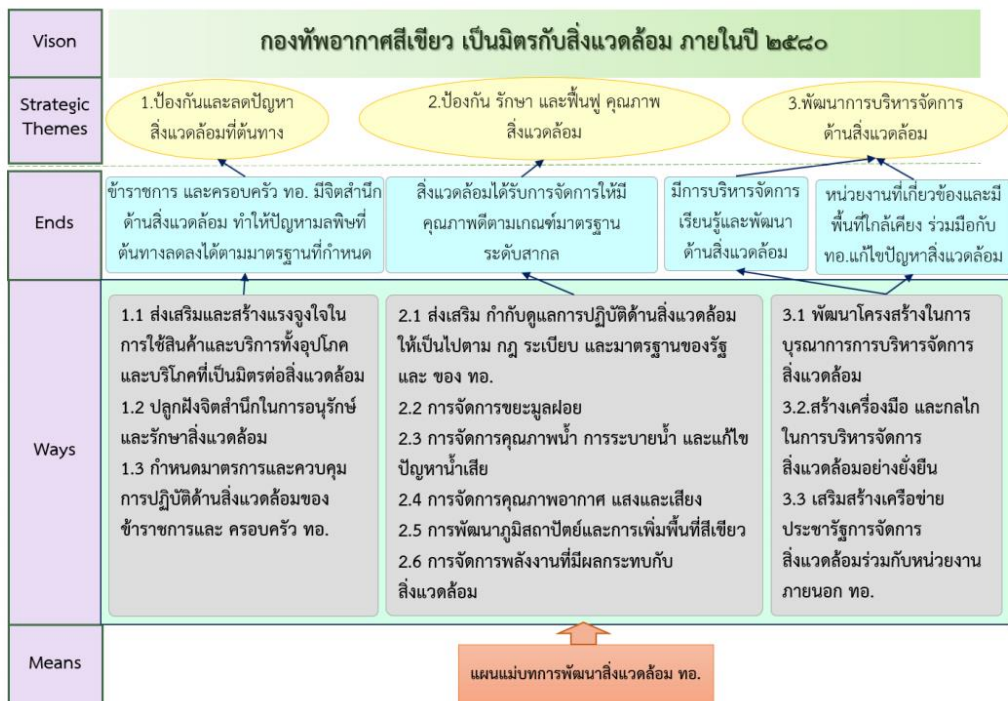 Vison
กองทัพอากาศสีเขียว เป็นมิตรกับสิ่งแวดล้อม ภายในปี ๒๕๘๐
Strategic
Themes
1.ป้องกันและลดปัญหา
สิ่งแวดล้อมที่ต้นทาง
2.ป้องกัน รักษา และฟื้นฟู คุณภาพ
สิ่งแวดล้อม
3.พัฒนาการบริหารจัดการ
ด้านสิ่งแวดล้อม
Ends
ข้าราชการ และครอบครัว ทอ. มีจิตสำนึก
ด้านสิ่งแวดล้อม ทำให้ปัญหามลพิษที่
ต้นทางลดลงได้ตามมาตรฐานที่กำหนด
สิ่งแวดล้อมได้รับการจัดการให้มี
คุณภาพดีตามเกณฑ์มาตรฐาน
ระดับสากล
มีการบริหารจัดการ
เรียนรู้และพัฒนา
ด้านสิ่งแวดล้อม
หน่วยงานที่เกี่ยวข้องและมี
พื้นที่ใกล้เคียง ร่วมมือกับ
ทอ.แก้ไขปัญหาสิ่งแวดล้อม
Ways
1.1 ส่งเสริมและสร้างแรงจูงใจใน
การใช้สินค้าและบริการทั้งอุปโภค
และบริโภคที่เป็นมิตรต่อสิ่งแวดล้อม
1.2 ปลูกฝังจิตสำนึกในการอนุรักษ์
และรักษาสิ่งแวดล้อม
1.3 กำหนดมาตรการและควบคุม
การปฏิบัติด้านสิ่งแวดล้อมของ
ข้าราชการและ ครอบครัว ทอ.
2.1 ส่งเสริม กำกับดูแลการปฏิบัติด้านสิ่งแวดล้อม
ให้เป็นไปตาม กฎ ระเบียบ และมาตรฐานของรัฐ
และ ของ ทอ.
2.2 การจัดการขยะมูลฝอย
2.3 การจัดการคุณภาพน้ำ การระบายน้ำ และแก้ไข
ปัญหาน้ำเสีย
2.4 การจัดการคุณภาพอากาศ แสงและเสียง
2.5 การพัฒนาภูมิสถาปัตย์และการเพิ่มพื้นที่สีเขียว
2.6 การจัดการพลังงานที่มีผลกระทบกับ
สิ่งแวดล้อม
3.1 พัฒนาโครงสร้างในการ
บูรณาการการบริหารจัดการ
สิ่งแวดล้อม
3.2.สร้างเครื่องมือ และกลไก
ในการบริหารจัดการ
สิ่งแวดล้อมอย่างยั่งยืน
3.3 เสริมสร้างเครือข่าย
ประชารัฐการจัดการ
สิ่งแวดล้อมร่วมกับหน่วยงาน
ภายนอก ทอ.
Means
แผนแม่บทการพัฒนาสิ่งแวดล้อม ทอ.